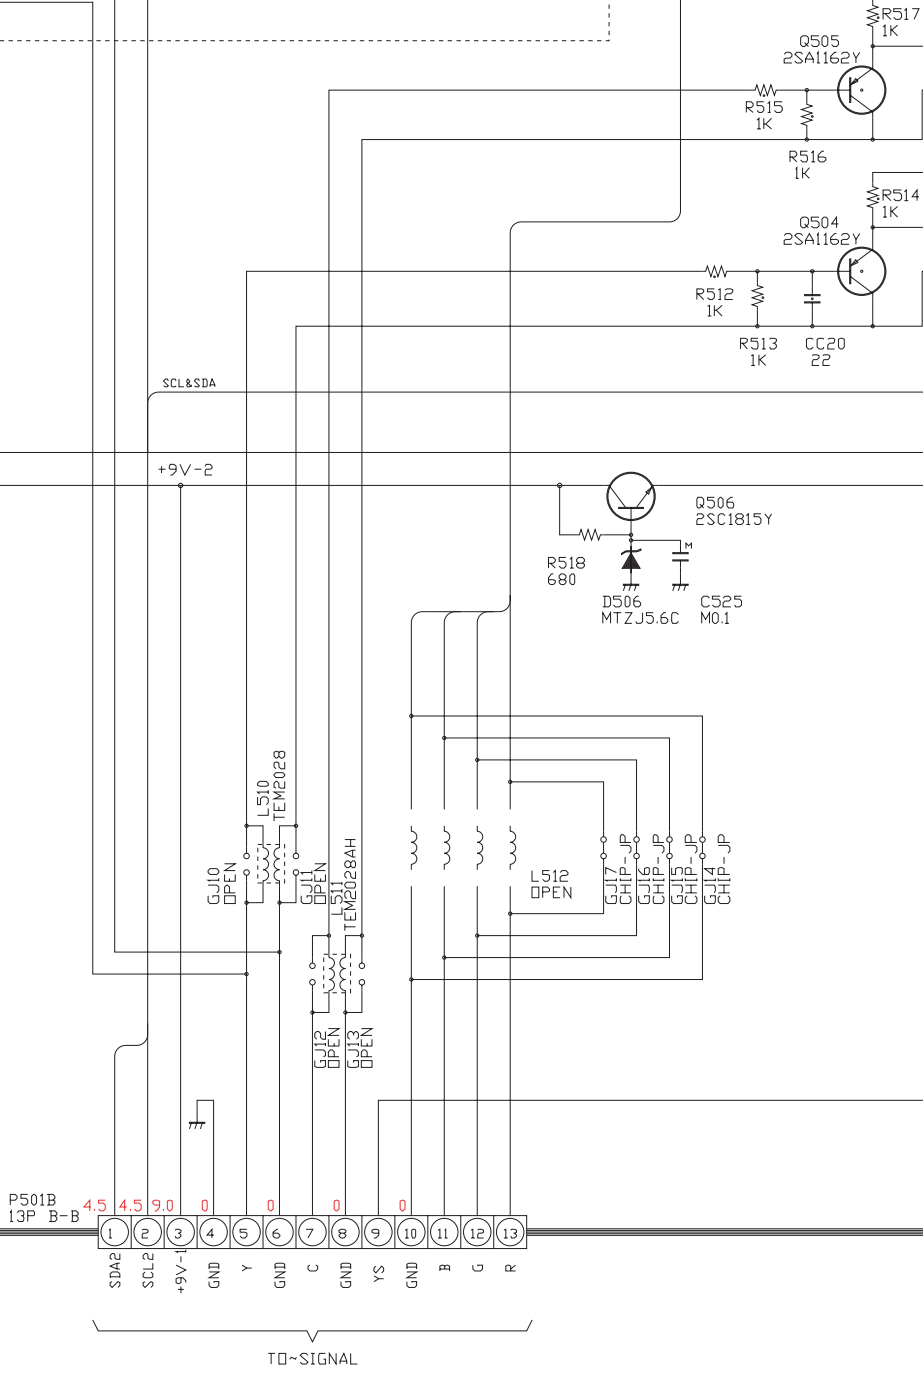 R517
1K
Q505
2SA1162Y
R515
1K
R516
1K
R514
1K
Q504
2SA1162Y
R512
1K
R513
1K
CC20
22
SCL&SDA
+9V-2
Q506
2SC1815Y
M
R518
680
D506
MTZJ5.6C
C525
M0.1
L510
TEM2028
GJ10
OPEN
GJ11
OPEN
L511
TEM2028AH
L512
OPEN
GJ17
CHIP-JP
GJ16
CHIP-JP
GJ15
CHIP-JP
GJ14
CHIP-JP
GJ12
OPEN
GJ13
OPEN
P501B
13P B-B
4.5 4.5 9.0 0 0 0 0
1 2 3 4 5 6 7 8 9 10 11 12 13
SDA2
SCL2
+9V-1
GND
Y
GND
C
GND
YS
GND
B
G
R
TO~SIGNAL